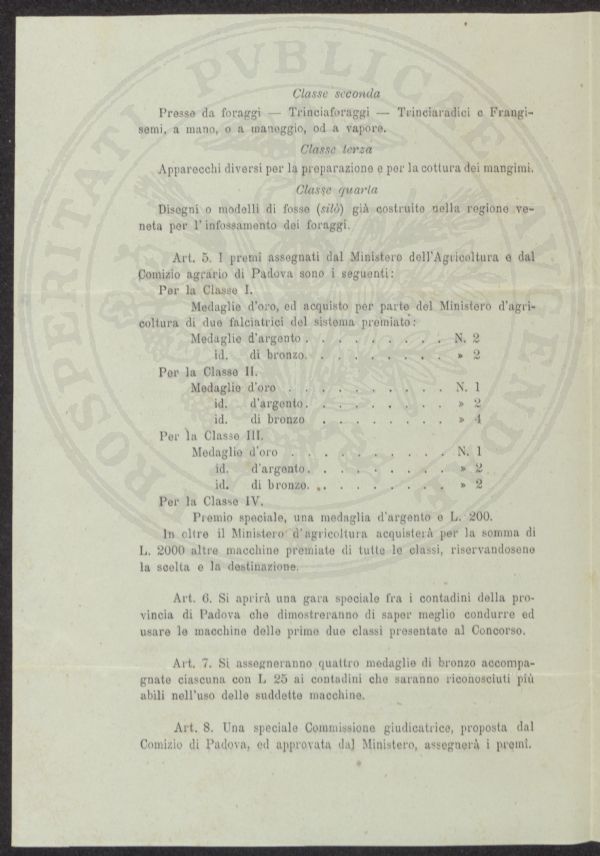 Classe seconda
Presse da foraggi — Trinciaforaggi — Trinciaradici e Frangi-
semi, a mano, o a maneggio, od a vapore.
Classe terza
Apparecchi diversi per la preparazione e per la cottura dei mangimi.
Classe quarta
Disegni o modelli di fosse (silò) già costruite nella regione ve-
neta per l'infossamento dei foraggi.
Art. 5. I premi assegnati dal Ministero dell'Agricoltura e dal
Comizio agrario di Padova sono i seguenti:
Per la Classe I.
Medaglie d'oro, ed acquisto per parte del Ministero d'agri-
coltura di due falciatrici del sistema premiato:
Medaglie d'argento . . . . . . . . . N. 2
id. di bronzo. . . . . . . . . » 2
Per la Classe II.
Medaglie d'oro . . . . . . . . . . N. 1
id. d'argento. . . . . . . . . » 2
id. di bronzo . . . . . . . . » 4
Per la Classe III.
Medaglie d'oro . . . . . . . . . . N. 1
id. d'argento. . . . . . . . . » 2
id. di bronzo. . . . . . . . . » 2
Per la Classe IV.
Premio speciale, una medaglia d'argento e L. 200.
In oltre il Ministero d'agricoltura acquisterà per la somma di
L. 2000 altre macchine premiate di tutte le classi, riservandosene
la scelta e la destinazione.
Art. 6. Si aprirà una gara speciale fra i contadini della pro-
vincia di Padova che dimostreranno di saper meglio condurre ed
usare le macchine delle prime due classi presentate al Concorso.
Art. 7. Si assegneranno quattro medaglie di bronzo accompa-
gnate ciascuna con L 25 ai contadini che saranno riconosciuti più
abili nell'uso delle suddette macchine.
Art. 8. Una speciale Commissione giudicatrice, proposta dal
Comizio di Padova, ed approvata dal Ministero, assegnerà i premi.
PROSPERITATI PVBLICAE AVGENDAE